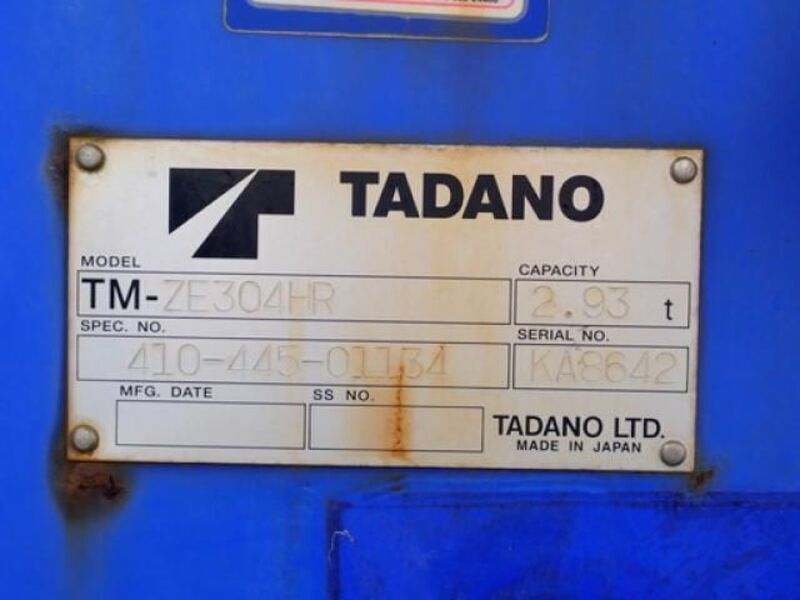 TADANO
MODEL
TM-ZE304HR
CAPACITY
2.93 t
SPEC. NO.
410-445-01134
SERIAL NO.
KA8642
MFG. DATE
SS NO.
TADANO LTD.
MADE IN JAPAN